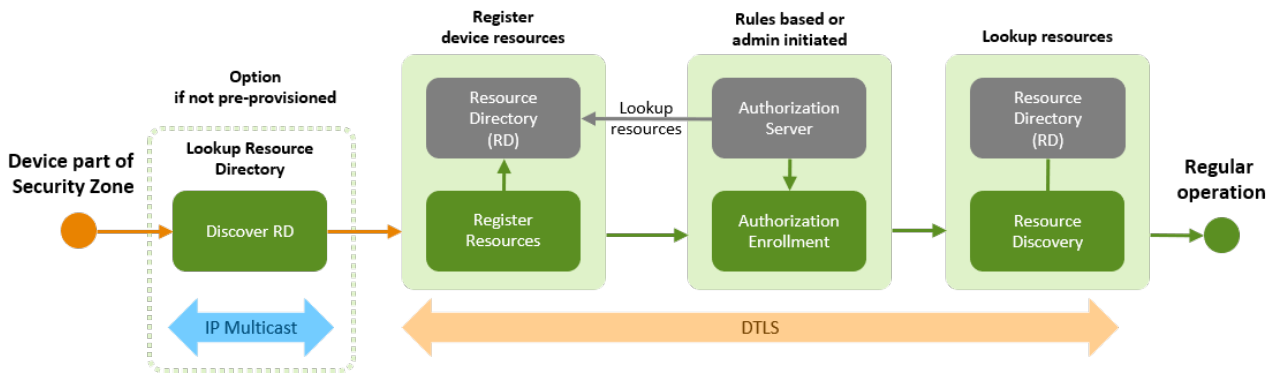 Device part of
Security Zone
Option
if not pre-provisioned
Lookup Resource
Directory
Discover RD
IP Multicast
Register
device resources
Resource
Directory
(RD)
Register
Resources
Lookup
resources
Rules based or
admin initiated
Authorization
Server
Authorization
Enrollment
Lookup resources
Resource
Directory
(RD)
Resource
Discovery
DTLS
Regular
operation